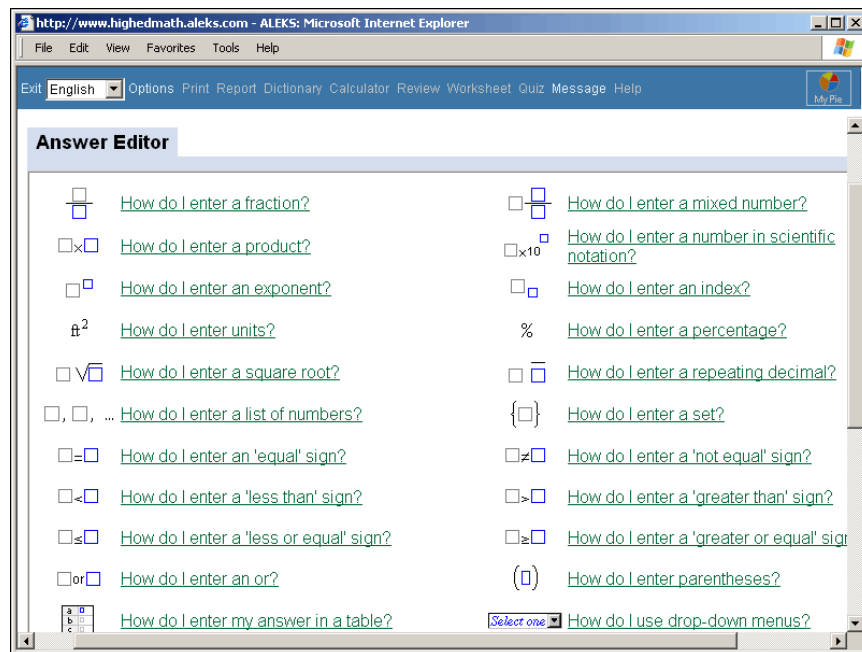 http://www.highedmath.aleks.com - ALEKS: Microsoft Internet Explorer
File Edit View Favorites Tools Help
Exit English Options Print Report Dictionary Calculator Review Worksheet Quiz Message Help
MyPie
Answer Editor
How do I enter a fraction?
How do I enter a mixed number?
□×□ How do I enter a product?
□×10□ How do I enter a number in scientific
notation?
How do I enter an exponent?
How do I enter an index?
ft² How do I enter units?
% How do I enter a percentage?
□√□ How do I enter a square root?
How do I enter a repeating decimal?
□, □, ... How do I enter a list of numbers?
{□} How do I enter a set?
□=□ How do I enter an 'equal' sign?
□≠□ How do I enter a 'not equal' sign?
□<□ How do I enter a 'less than' sign?
□>□ How do I enter a 'greater than' sign?
□≤□ How do I enter a 'less or equal' sign?
□≥□ How do I enter a 'greater or equal' sign
□or□ How do I enter an or?
(□) How do I enter parentheses?
a
b
c
How do I enter my answer in a table?
Select one How do I use drop-down menus?